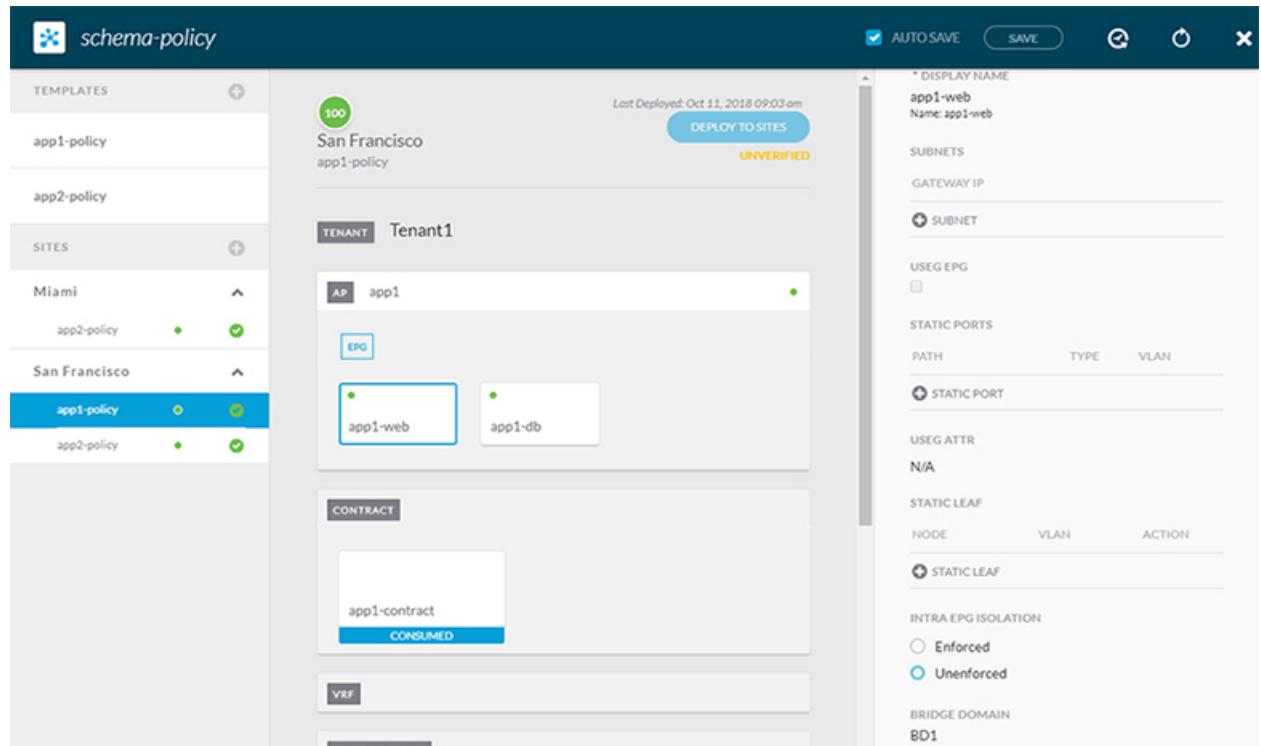 schema-policy
AUTO SAVE
SAVE
TEMPLATES
app1-policy
app2-policy
SITES
Miami
app2-policy
San Francisco
app1-policy
app2-policy
100
Last Deployed: Oct 11, 2018 09:03 am
San Francisco
DEPLOY TO SITES
app1-policy
UNVERIFIED
TENANT Tenant1
AP app1
EPG
app1-web app1-db
CONTRACT
app1-contract
CONSUMED
VRF
* DISPLAY NAME
app1-web
Name: app1-web
SUBNETS
GATEWAY IP
SUBNET
USEG EPG
STATIC PORTS
PATH TYPE VLAN
STATIC PORT
USEG ATTR
N/A
STATIC LEAF
NODE VLAN ACTION
STATIC LEAF
INTRA EPG ISOLATION
Enforced
Unenforced
BRIDGE DOMAIN
BD1